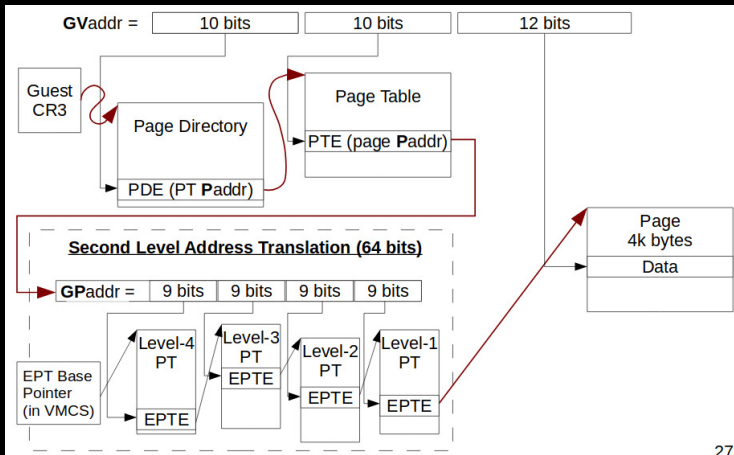 GVaddr = 10 bits 10 bits 12 bits
Guest
CR3
Page Directory
PDE (PT Paddr)
Page Table
PTE (page Paddr)
Page
4k bytes
Data
Second Level Address Translation (64 bits)
GPaddr = 9 bits 9 bits 9 bits 9 bits
EPT Base
Pointer
(in VMCS)
Level-4
PT
EPTE
Level-3
PT
EPTE
Level-2
PT
EPTE
Level-1
PT
EPTE
27